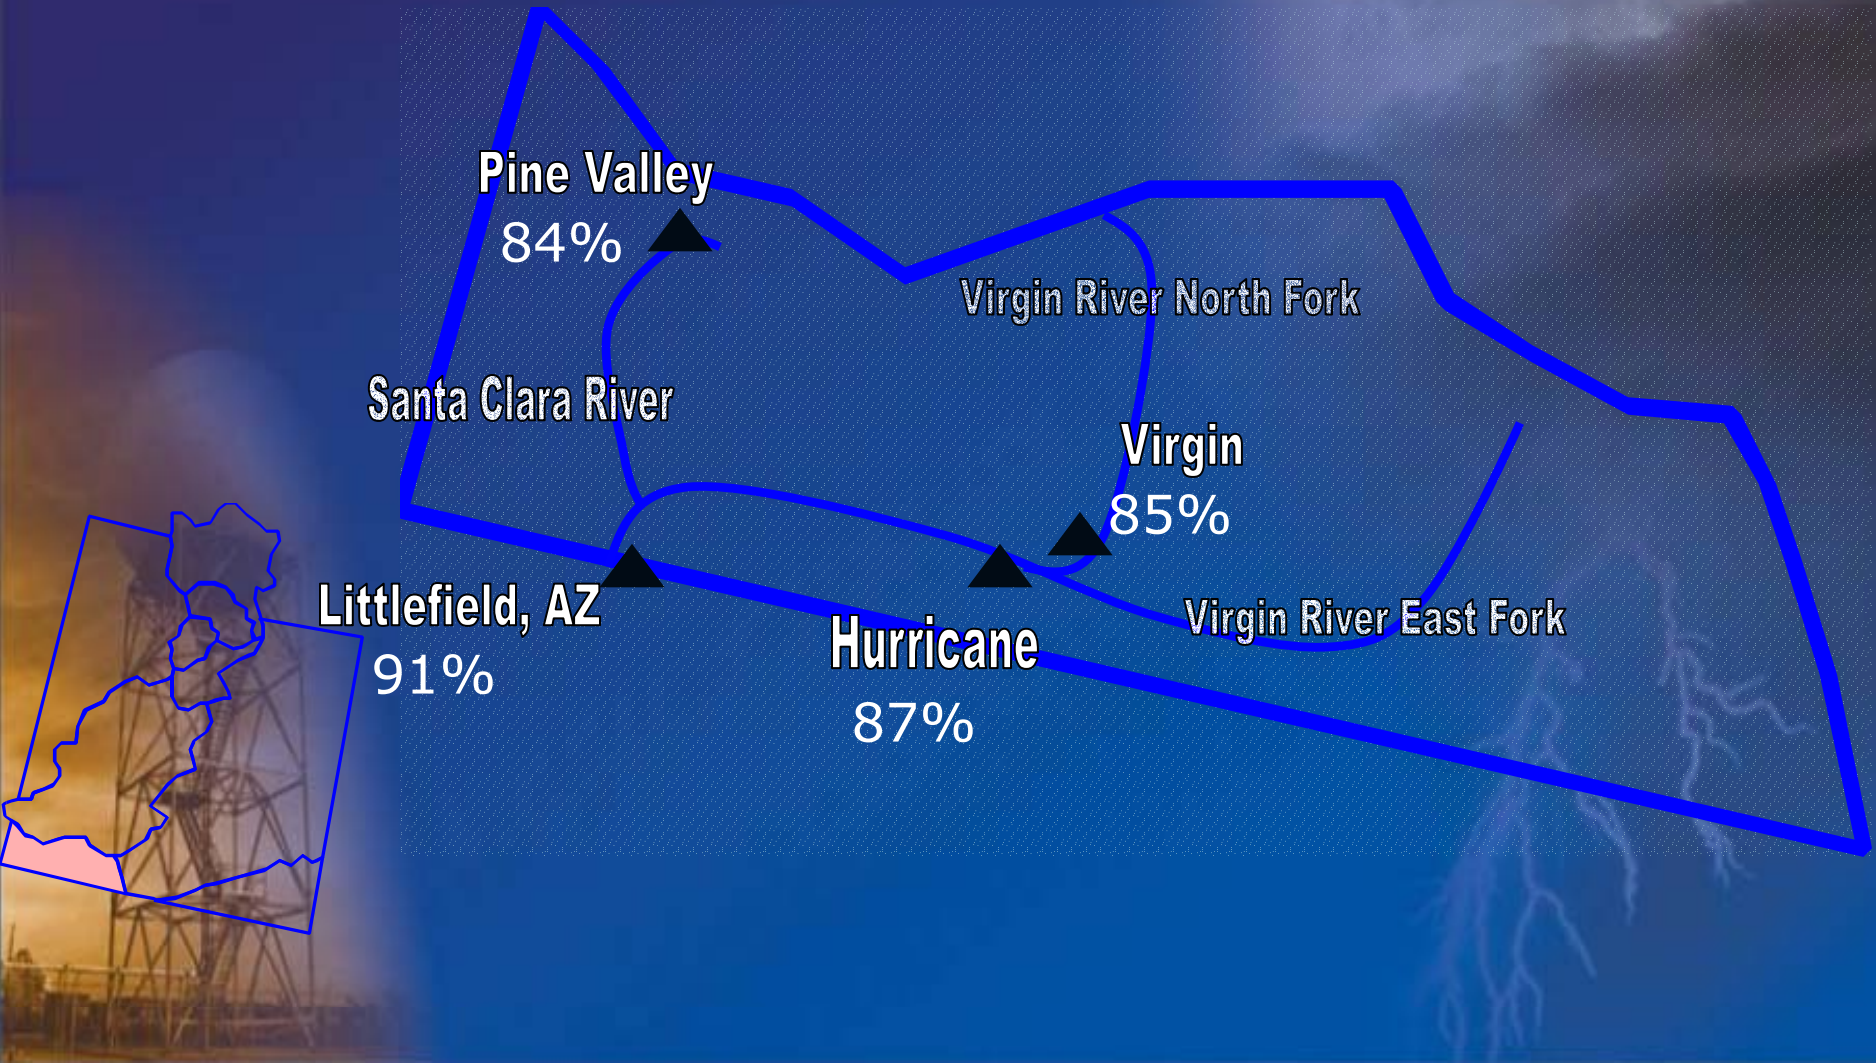 Pine Valley
84%
Virgin River North Fork
Santa Clara River
Virgin
85%
Littlefield, AZ
91%
Virgin River East Fork
Hurricane
87%